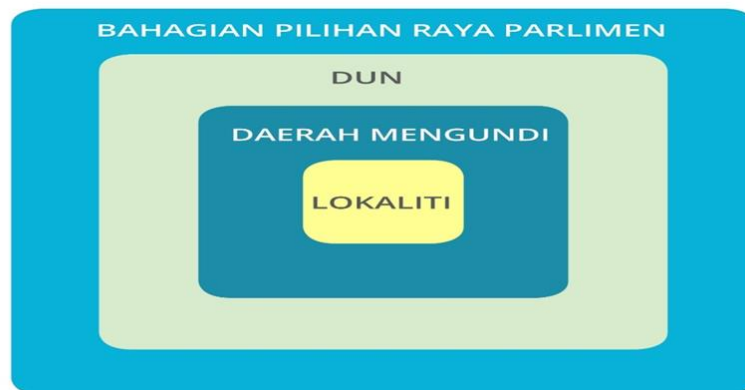 BAHAGIAN PILIHAN RAYA PARLIMEN
DUN
DAERAH MENGUNDI
LOKALITI